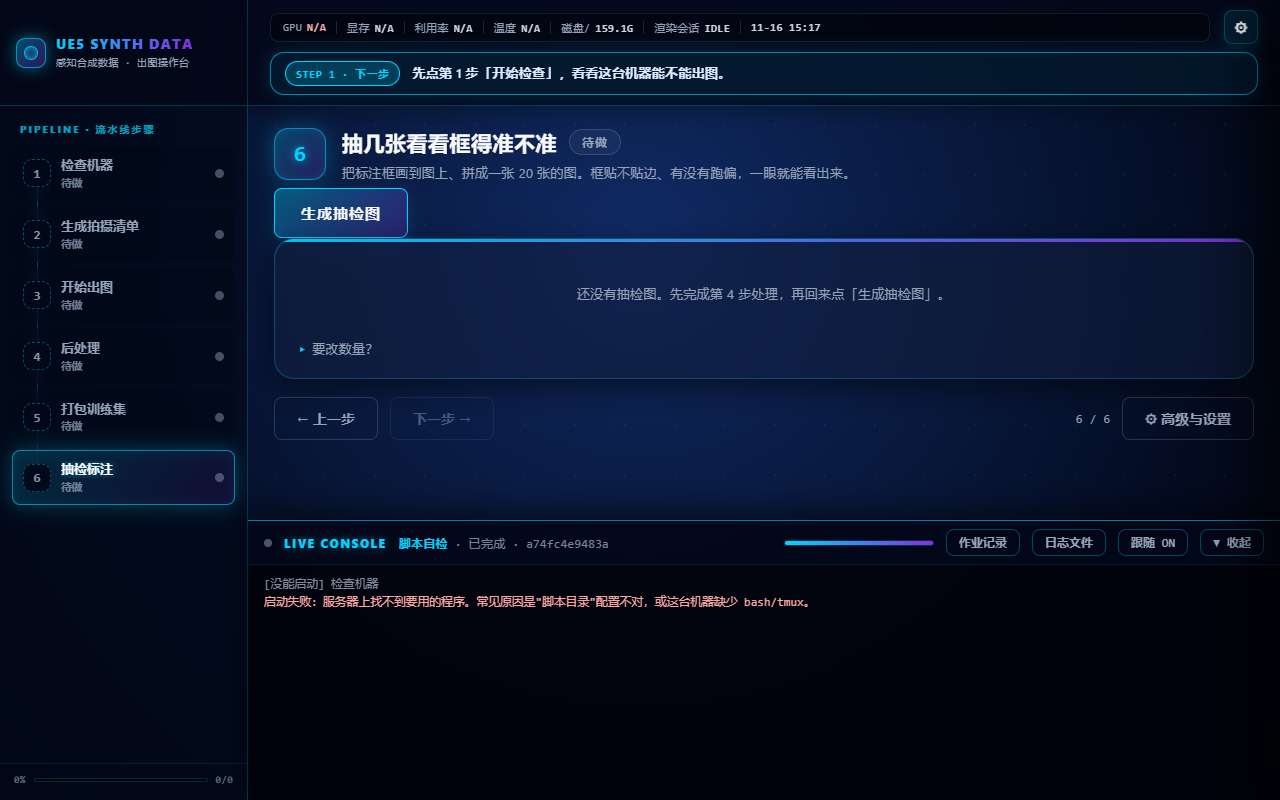 UE5 SYNTH DATA
感知合成数据 · 出图操作台
PIPELINE · 流水线步骤
1 检查机器
待做
2 生成拍摄清单
待做
3 开始出图
待做
4 后处理
待做
5 打包训练集
待做
6 抽检标注
待做
0% 0/0
GPU N/A 显存 N/A 利用率 N/A 温度 N/A 磁盘/ 159.1G 渲染会话 IDLE 11-16 15:17
STEP 1 · 下一步 先点第 1 步「开始检查」，看看这台机器能不能出图。
6 抽几张看看框得准不准 待做
把标注框画到图上、拼成一张 20 张的图。框贴不贴边、有没有跑偏，一眼就能看出来。
生成抽检图
还没有抽检图。先完成第 4 步处理，再回来点「生成抽检图」。
▸ 要改数量?
← 上一步 下一步 → 6 / 6 ⚙ 高级与设置
LIVE CONSOLE 脚本自检 · 已完成 · a74fc4e9483a 作业记录 日志文件 跟随 ON ▼ 收起
[没能启动] 检查机器
启动失败: 服务器上找不到要用的程序。常见原因是"脚本目录"配置不对，或这台机器缺少 bash/tmux。